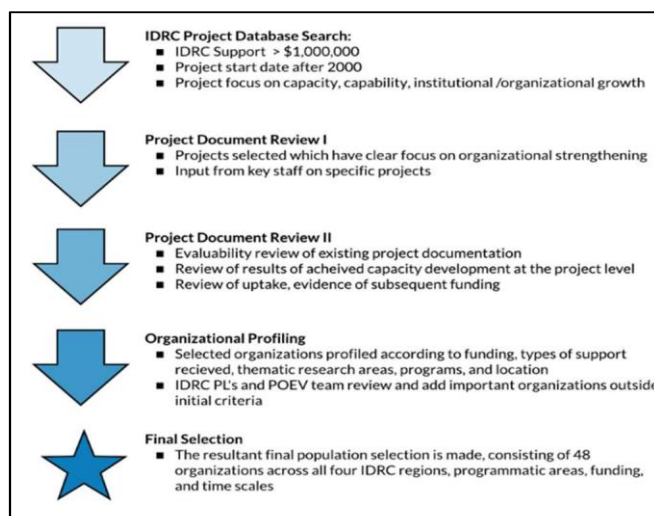 IDRC Project Database Search:
■ IDRC Support > $1,000,000
■ Project start date after 2000
■ Project focus on capacity, capability, institutional /organizational growth
Project Document Review I
■ Projects selected which have clear focus on organizational strengthening
■ Input from key staff on specific projects
Project Document Review II
■ Evaluability review of existing project documentation
■ Review of results of acheived capacity development at the project level
■ Review of uptake, evidence of subsequent funding
Organizational Profiling
■ Selected organizations profiled according to funding, types of support
recieved, thematic research areas, programs, and location
■ IDRC PL's and POEV team review and add important organizations outside
initial criteria
Final Selection
■ The resultant final population selection is made, consisting of 48
organizations across all four IDRC regions, programmatic areas, funding,
and time scales